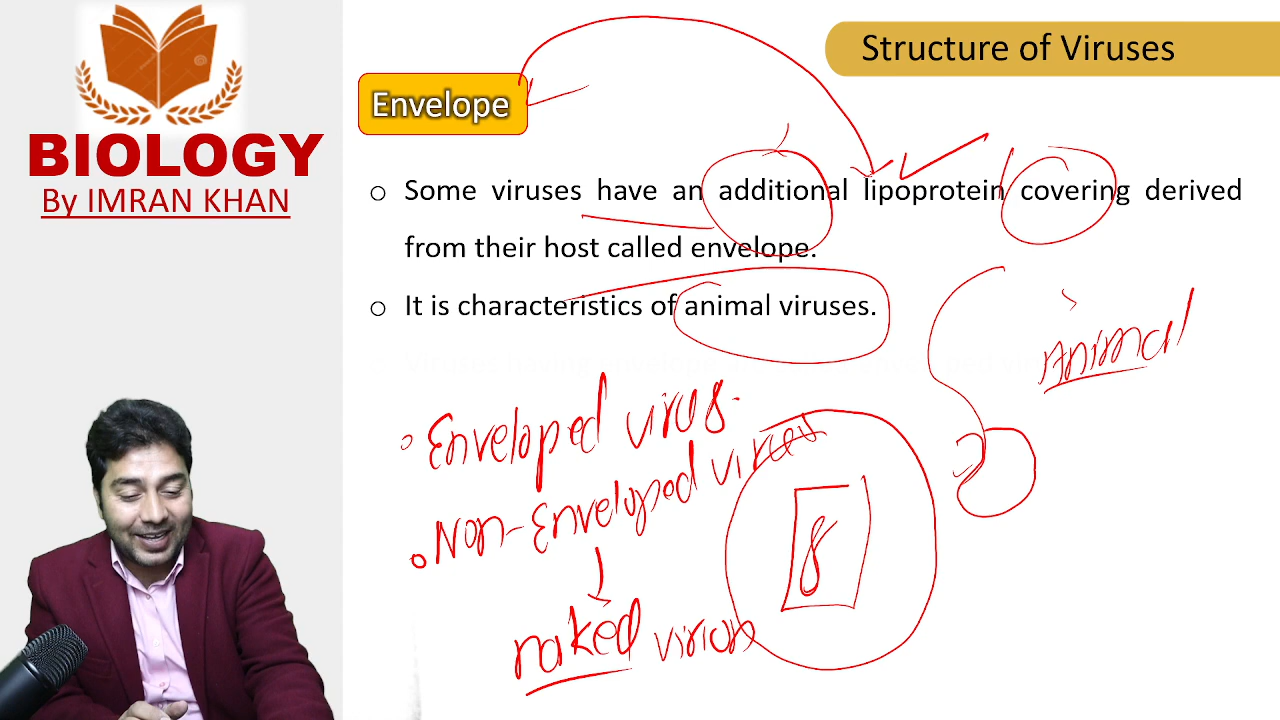 Structure of Viruses
Envelope
BIOLOGY
By IMRAN KHAN
Some viruses have an additional lipoprotein covering derived
from their host called envelope.
It is characteristics of animal viruses.
Animal
Enveloped virus.
Non-Enveloped virus
naked virion